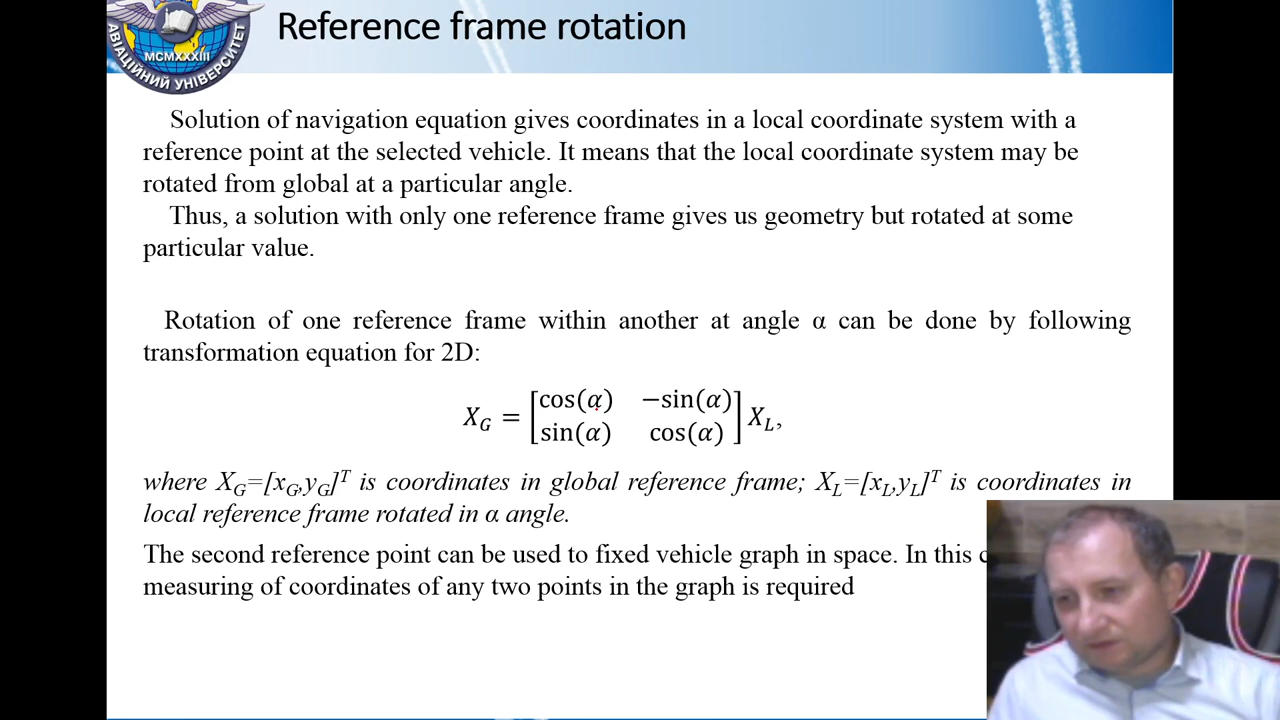 Reference frame rotation
АВІАЦІЙНИЙ УНІВЕРСИТЕТ
MCMXXXIII
Solution of navigation equation gives coordinates in a local coordinate system with a
reference point at the selected vehicle. It means that the local coordinate system may be
rotated from global at a particular angle.
Thus, a solution with only one reference frame gives us geometry but rotated at some
particular value.
Rotation of one reference frame within another at angle α can be done by following
transformation equation for 2D:
X_G = [cos(α) −sin(α)
sin(α) cos(α)] X_L,
where X_G=[x_G,y_G]^T is coordinates in global reference frame; X_L=[x_L,y_L]^T is coordinates in
local reference frame rotated in α angle.
The second reference point can be used to fixed vehicle graph in space. In this
measuring of coordinates of any two points in the graph is required